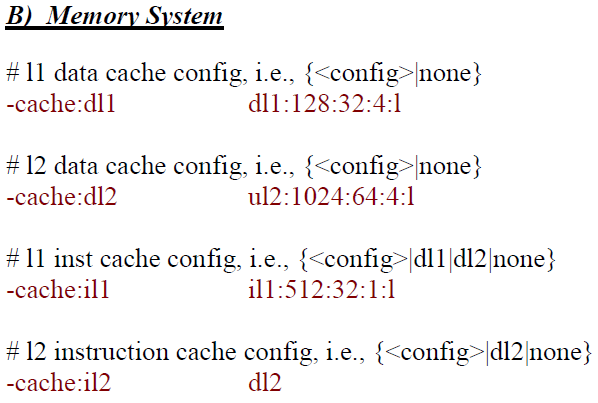 B) Memory System
# l1 data cache config, i.e., {<config>|none}
-cache:dl1 dl1:128:32:4:l
# l2 data cache config, i.e., {<config>|none}
-cache:dl2 ul2:1024:64:4:l
# l1 inst cache config, i.e., {<config>|dl1|dl2|none}
-cache:il1 il1:512:32:1:l
# l2 instruction cache config, i.e., {<config>|dl2|none}
-cache:il2 dl2